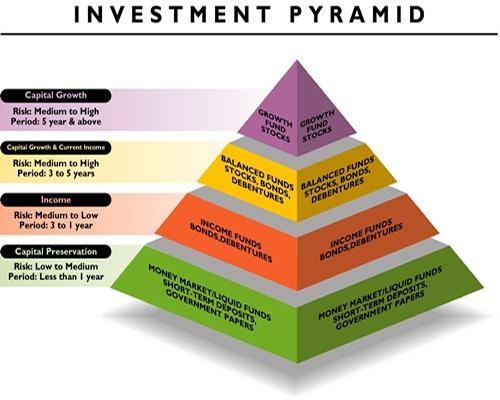 INVESTMENT PYRAMID
Capital Growth
Risk: Medium to High
Period: 5 year & above
Capital Growth & Current Income
Risk: Medium to High
Period: 3 to 5 years
Income
Risk: Medium to Low
Period: 3 to 1 year
Capital Preservation
Risk: Low to Medium
Period: Less than 1 year
GROWTH
FUND
STOCKS
GROWTH
FUND
STOCKS
BALANCED FUNDS
STOCKS, BONDS,
DEBENTURES
BALANCED FUNDS
STOCKS, BONDS,
DEBENTURES
INCOME FUNDS
BONDS,DEBENTURES
INCOME FUNDS
BONDS,DEBENTURES
MONEY MARKET/LIQUID FUNDS
SHORT-TERM DEPOSITS,
GOVERNMENT PAPERS
MONEY MARKET/LIQUID FUNDS
SHORT-TERM DEPOSITS,
GOVERNMENT PAPERS